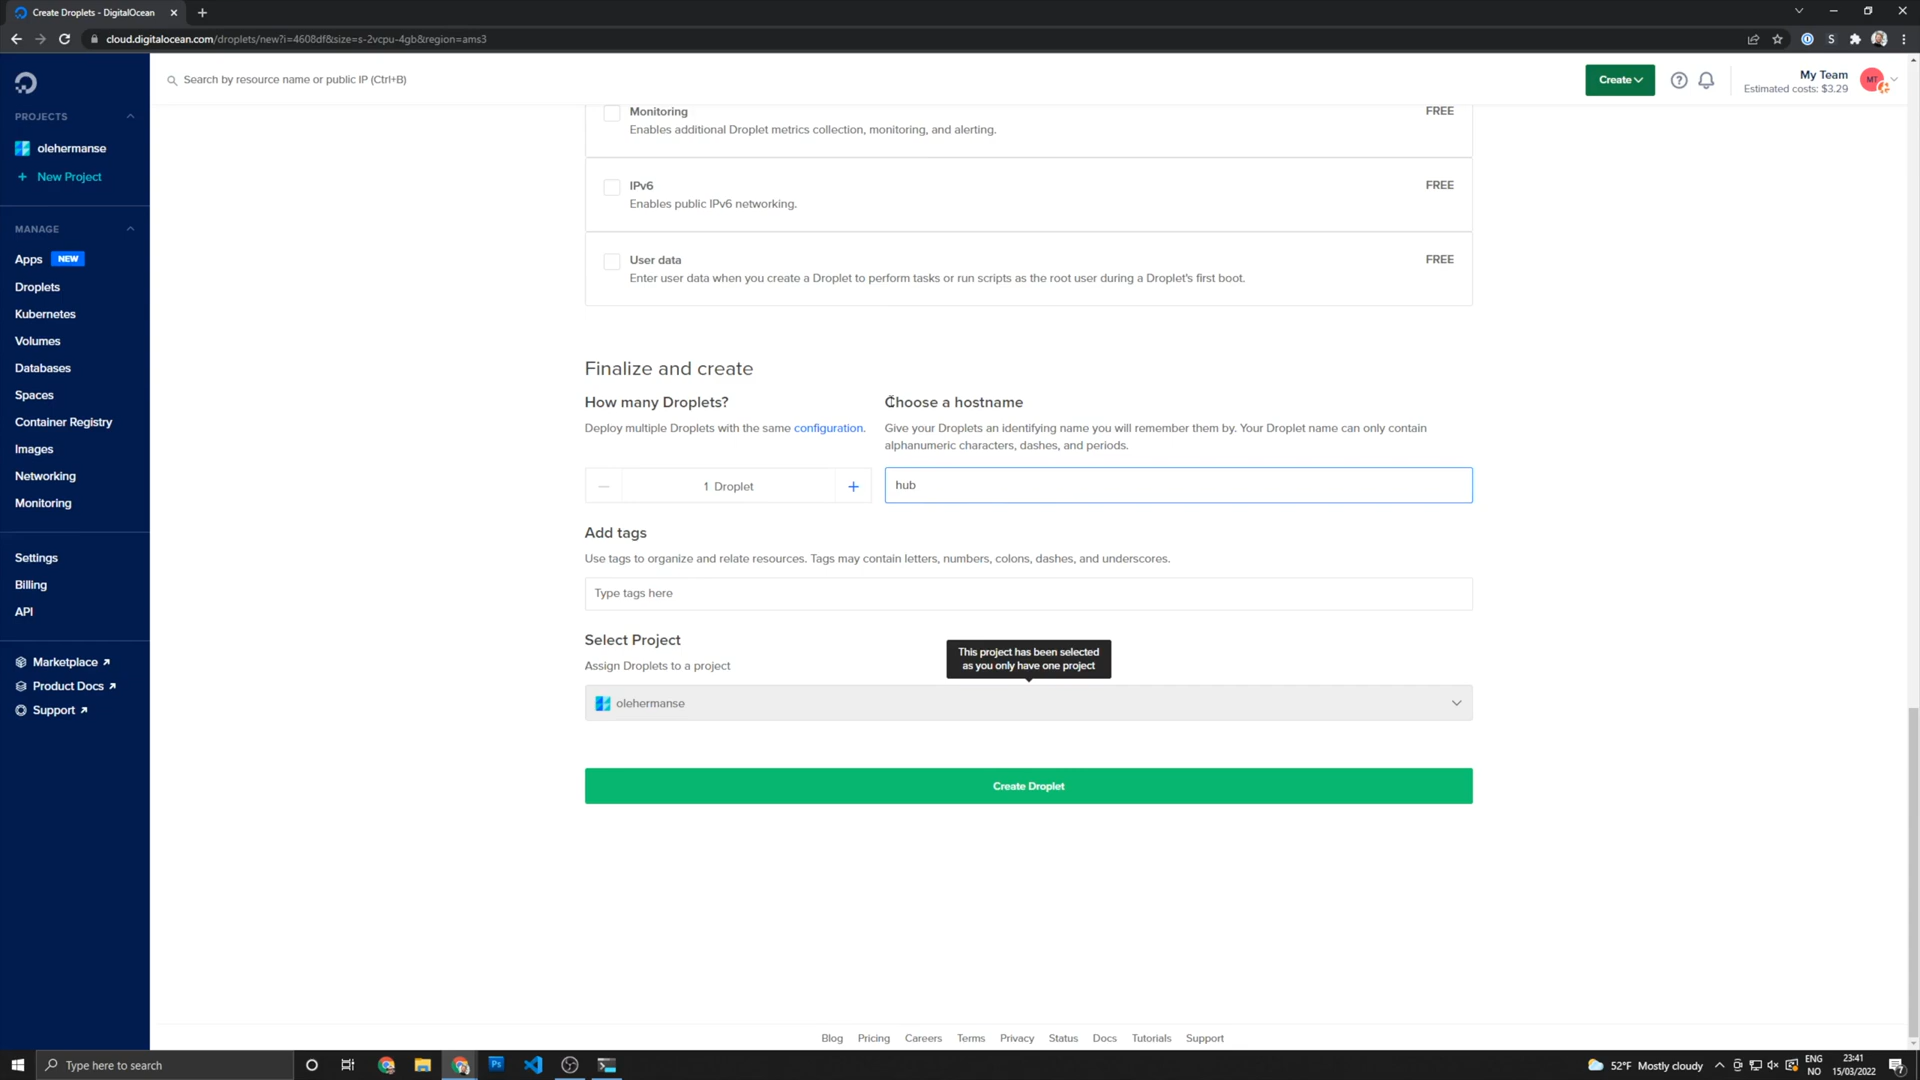 Create Droplets - DigitalOcean
cloud.digitalocean.com/droplets/new?i=4608df&size=s-2vcpu-4gb&region=ams3
S
Search by resource name or public IP (Ctrl+B)
Create
My Team
Estimated costs: $3.29
MT
PROJECTS
olehermanse
+ New Project
MANAGE
Apps NEW
Droplets
Kubernetes
Volumes
Databases
Spaces
Container Registry
Images
Networking
Monitoring
Settings
Billing
API
Marketplace
Product Docs
Support
Monitoring
FREE
Enables additional Droplet metrics collection, monitoring, and alerting.
IPv6
FREE
Enables public IPv6 networking.
User data
FREE
Enter user data when you create a Droplet to perform tasks or run scripts as the root user during a Droplet's first boot.
Finalize and create
How many Droplets?
Deploy multiple Droplets with the same configuration.
1 Droplet
Choose a hostname
Give your Droplets an identifying name you will remember them by. Your Droplet name can only contain
alphanumeric characters, dashes, and periods.
hub
Add tags
Use tags to organize and relate resources. Tags may contain letters, numbers, colons, dashes, and underscores.
Type tags here
Select Project
Assign Droplets to a project
This project has been selected
as you only have one project
olehermanse
Create Droplet
Blog Pricing Careers Terms Privacy Status Docs Tutorials Support
Type here to search
Ps
52°F Mostly cloudy
ENG
NO
23:41
15/03/2022
7